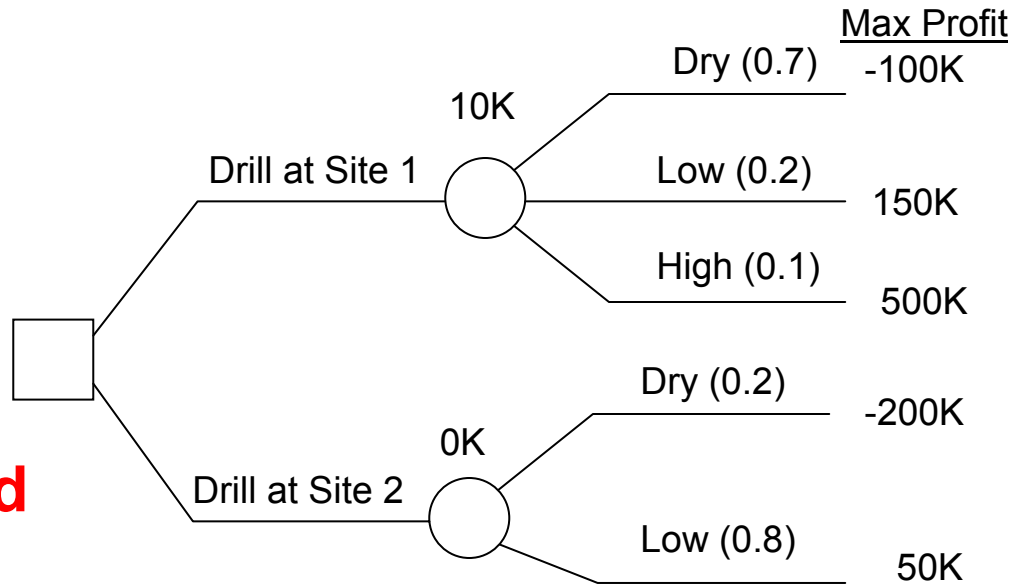 Max Profit
Dry (0.7)
-100K
10K
Drill at Site 1
Low (0.2)
150K
High (0.1)
500K
Dry (0.2)
-200K
0K
Drill at Site 2
Low (0.8)
50K